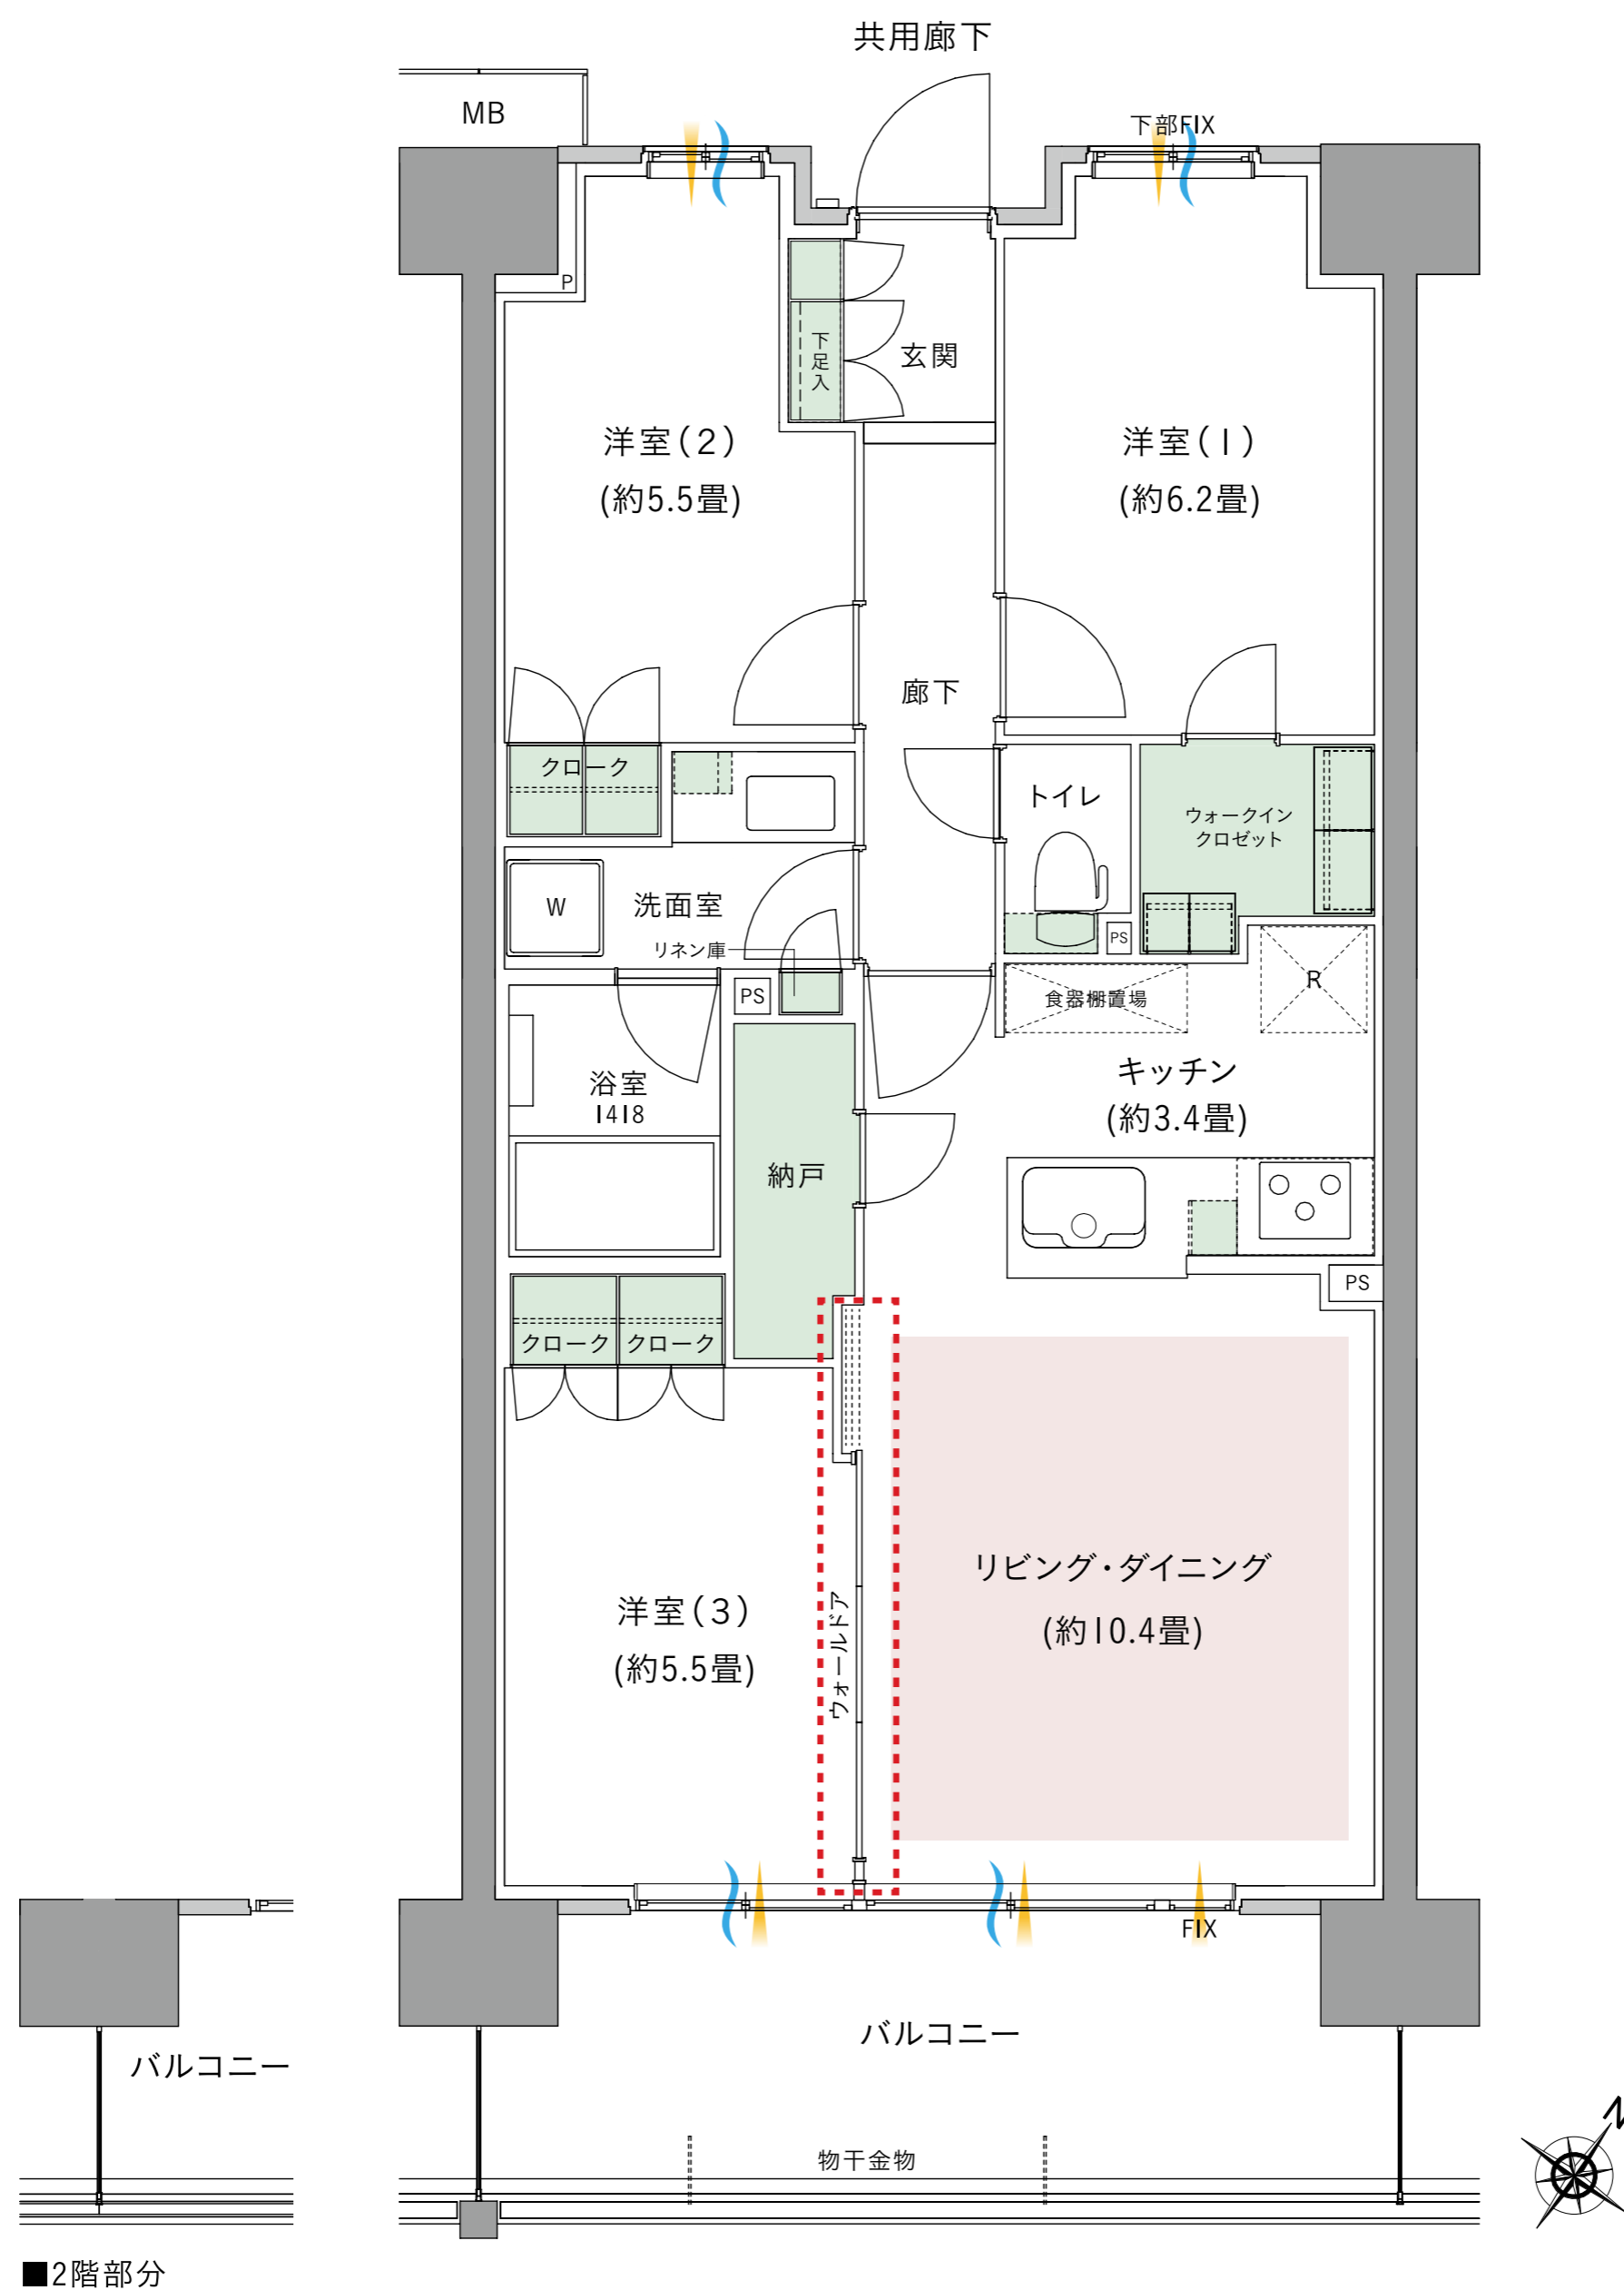 共用廊下
MB
下部FIX
P
下足入
玄関
洋室(2)
(約5.5畳)
洋室(1)
(約6.2畳)
廊下
クローク
トイレ
ウォークイン
クロゼット
W
洗面室
リネン庫
PS
PS
食器棚置場
R
浴室
1418
キッチン
(約3.4畳)
納戸
PS
クローク
クローク
洋室(3)
(約5.5畳)
ウォールドア
リビング・ダイニング
(約10.4畳)
FIX
バルコニー
バルコニー
物干金物
N
■2階部分